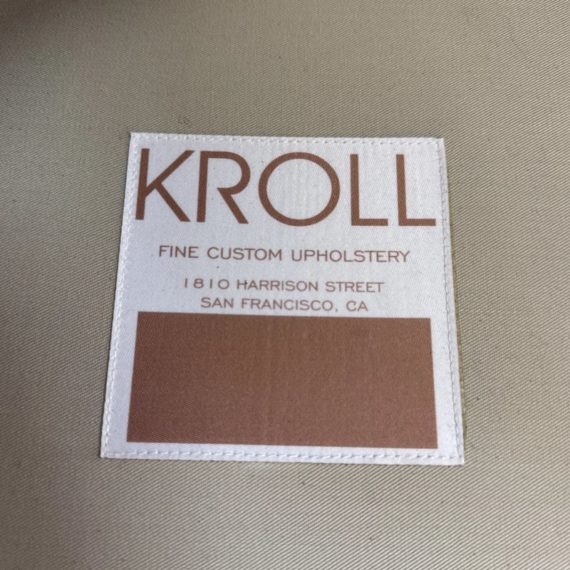 KROLL
FINE CUSTOM UPHOLSTERY
1810 HARRISON STREET
SAN FRANCISCO, CA